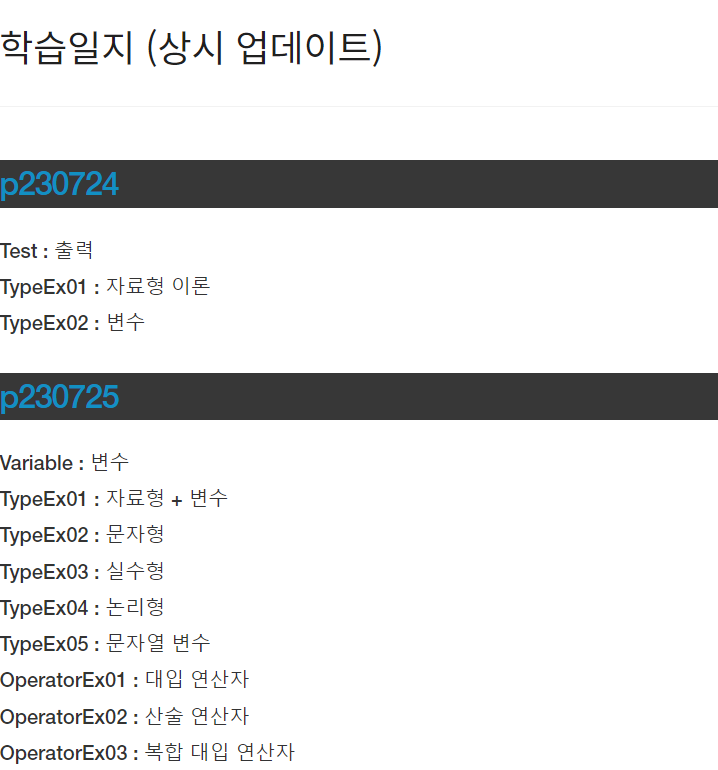 학습일지 (상시 업데이트)
p230724
Test : 출력
TypeEx01 : 자료형 이론
TypeEx02 : 변수
p230725
Variable : 변수
TypeEx01 : 자료형 + 변수
TypeEx02 : 문자형
TypeEx03 : 실수형
TypeEx04 : 논리형
TypeEx05 : 문자열 변수
OperatorEx01 : 대입 연산자
OperatorEx02 : 산술 연산자
OperatorEx03 : 복합 대입 연산자